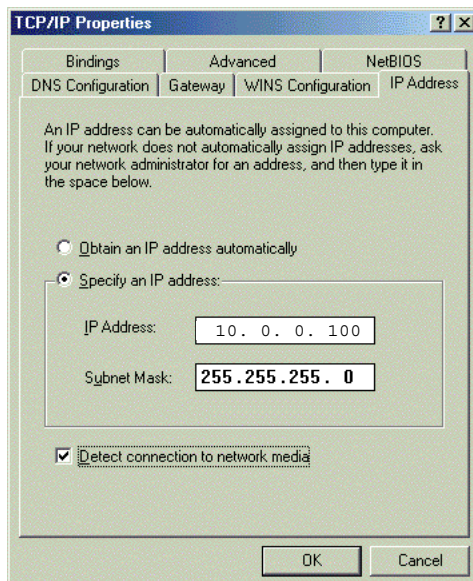 TCP/IP Properties
Bindings Advanced NetBIOS
DNS Configuration Gateway WINS Configuration IP Address
An IP address can be automatically assigned to this computer.
If your network does not automatically assign IP addresses, ask
your network administrator for an address, and then type it in
the space below.
Obtain an IP address automatically
Specify an IP address:
IP Address: 10. 0. 0. 100
Subnet Mask: 255.255.255. 0
Detect connection to network media
OK Cancel